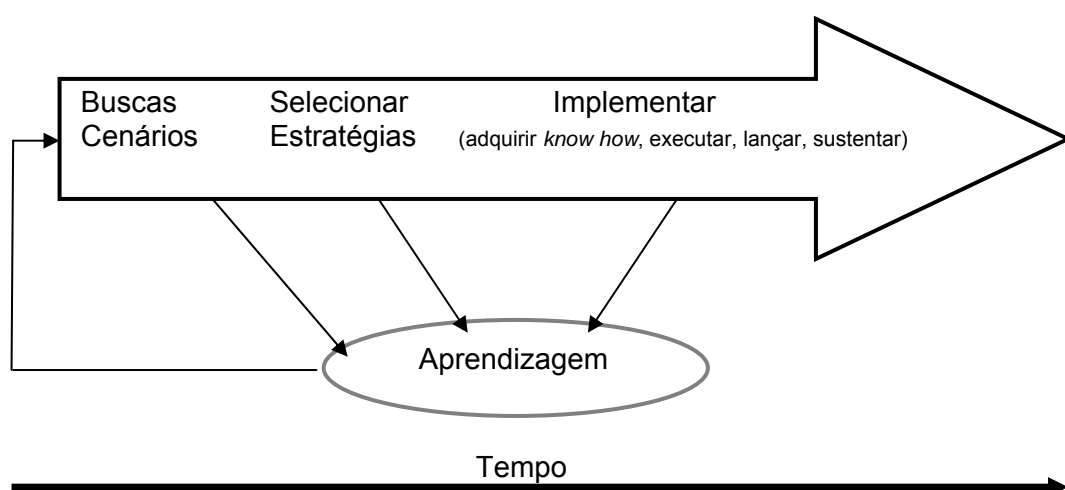 Buscas Selecionar Implementar
Cenários Estratégias (adquirir know how, executar, lançar, sustentar)
Aprendizagem
Tempo